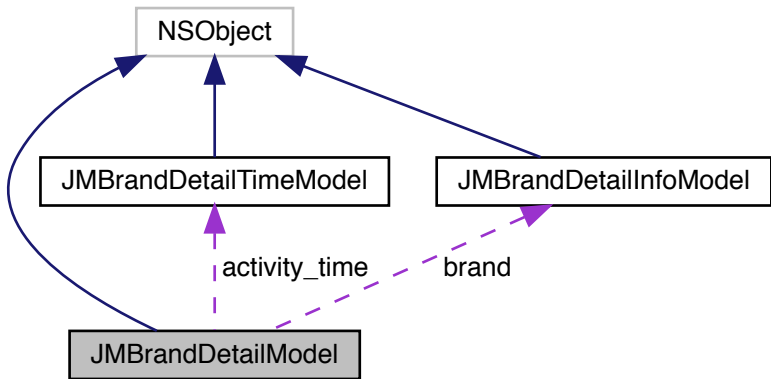 NSObject
JMBrandDetailTimeModel
JMBrandDetailInfoModel
activity_time
brand
JMBrandDetailModel